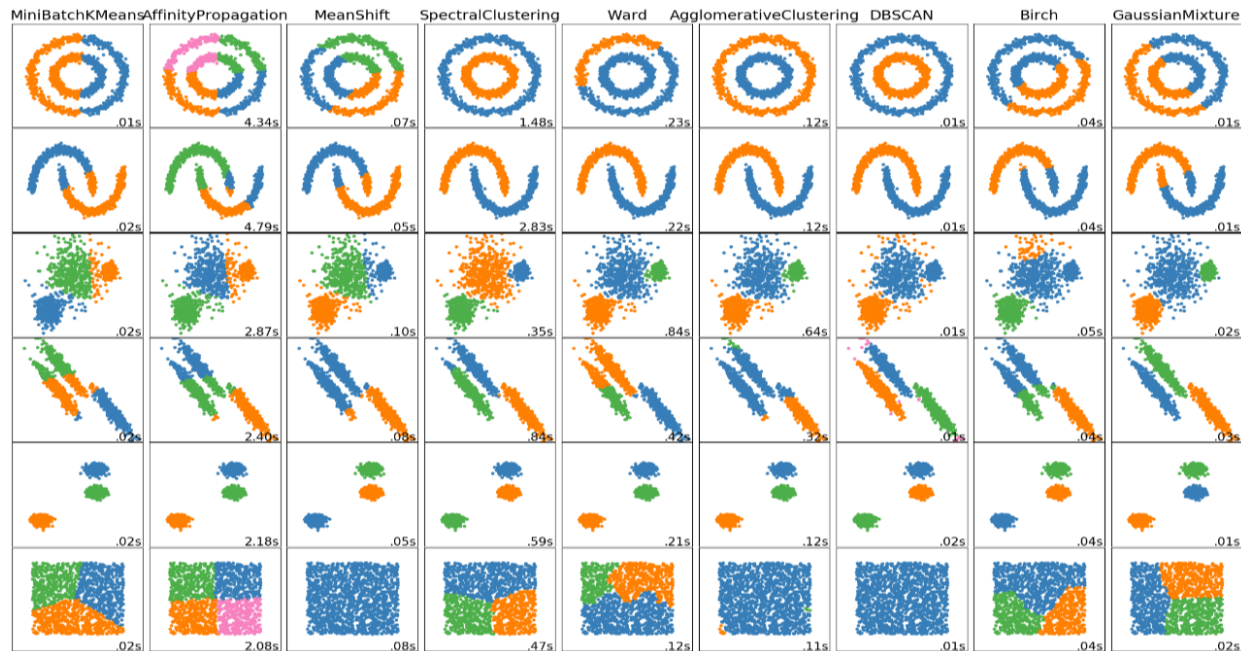 MiniBatchKMeans AffinityPropagation MeanShift SpectralClustering Ward AgglomerativeClustering DBSCAN Birch GaussianMixture
.01s 4.34s .07s 1.48s .23s .12s .01s .04s .01s
.02s 4.79s .05s 2.83s .22s .12s .01s .04s .01s
.02s 2.87s .10s .35s .84s .64s .01s .05s .02s
.02s 2.40s .08s .84s .42s .32s .01s .04s .03s
.02s 2.18s .05s .59s .21s .12s .02s .04s .01s
.02s 2.08s .08s .47s .12s .11s .01s .04s .02s